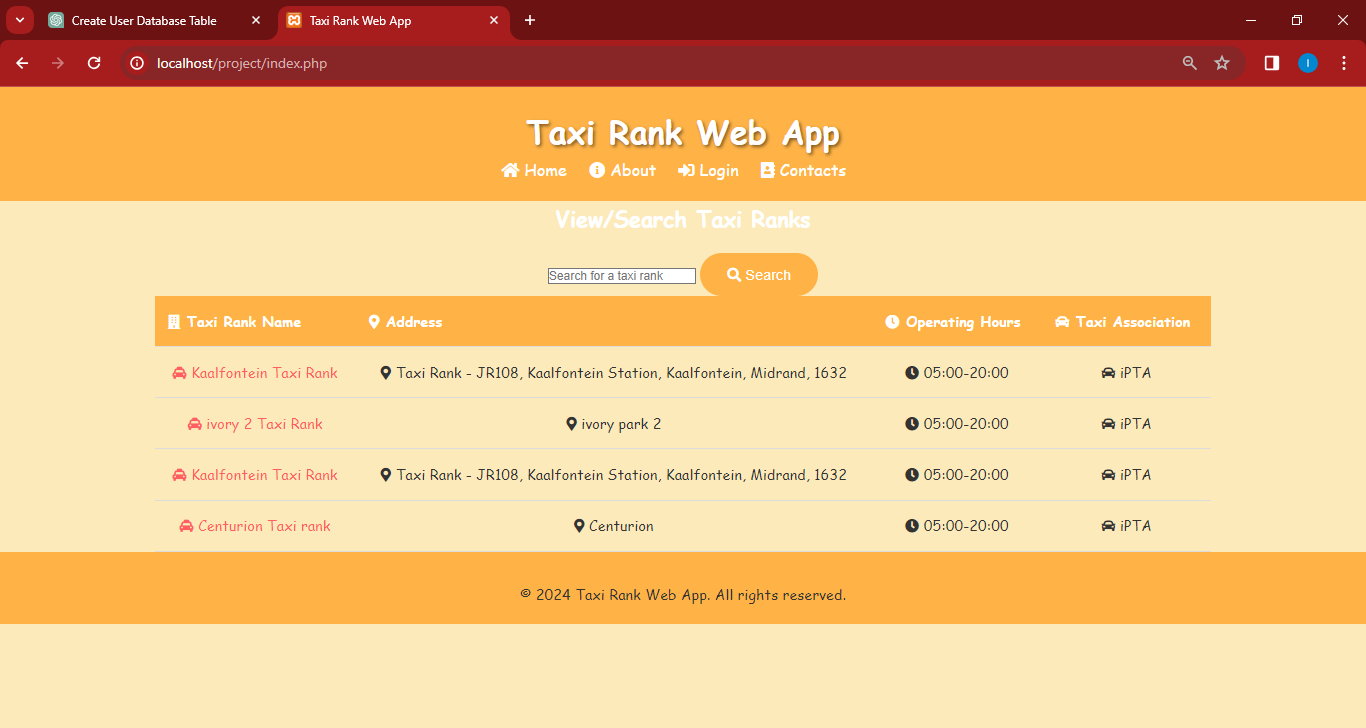 Create User Database Table
Taxi Rank Web App
localhost/project/index.php
I
Taxi Rank Web App
Home About Login Contacts
View/Search Taxi Ranks
Search for a taxi rank Search
Taxi Rank Name Address Operating Hours Taxi Association
Kaalfontein Taxi Rank Taxi Rank - JR108, Kaalfontein Station, Kaalfontein, Midrand, 1632 05:00-20:00 iPTA
ivory 2 Taxi Rank ivory park 2 05:00-20:00 iPTA
Kaalfontein Taxi Rank Taxi Rank - JR108, Kaalfontein Station, Kaalfontein, Midrand, 1632 05:00-20:00 iPTA
Centurion Taxi rank Centurion 05:00-20:00 iPTA
© 2024 Taxi Rank Web App. All rights reserved.